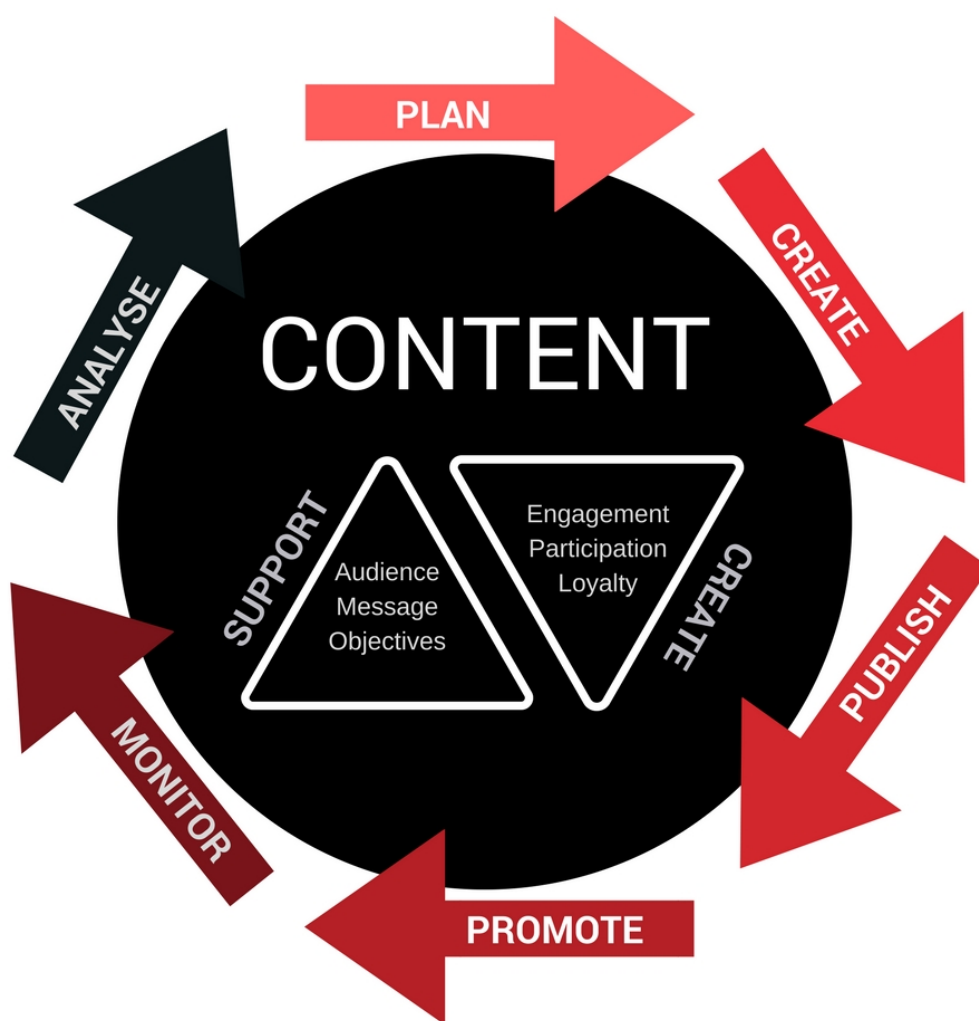 PLAN
CREATE
PUBLISH
PROMOTE
MONITOR
ANALYSE
CONTENT
SUPPORT
Audience
Message
Objectives
Engagement
Participation
Loyalty
CREATE